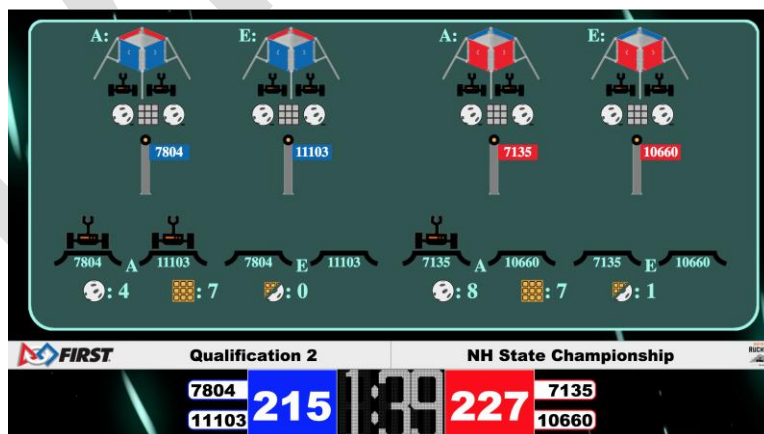 A: E: A: E:
7804 11103 7135 10660
7804 A 11103 7804 E 11103 7135 A 10660 7135 E 10660
: 4 : 7 : 0 : 8 : 7 : 1
FIRST Qualification 2 NH State Championship
7804 215 1:39 227 7135
11103 10660